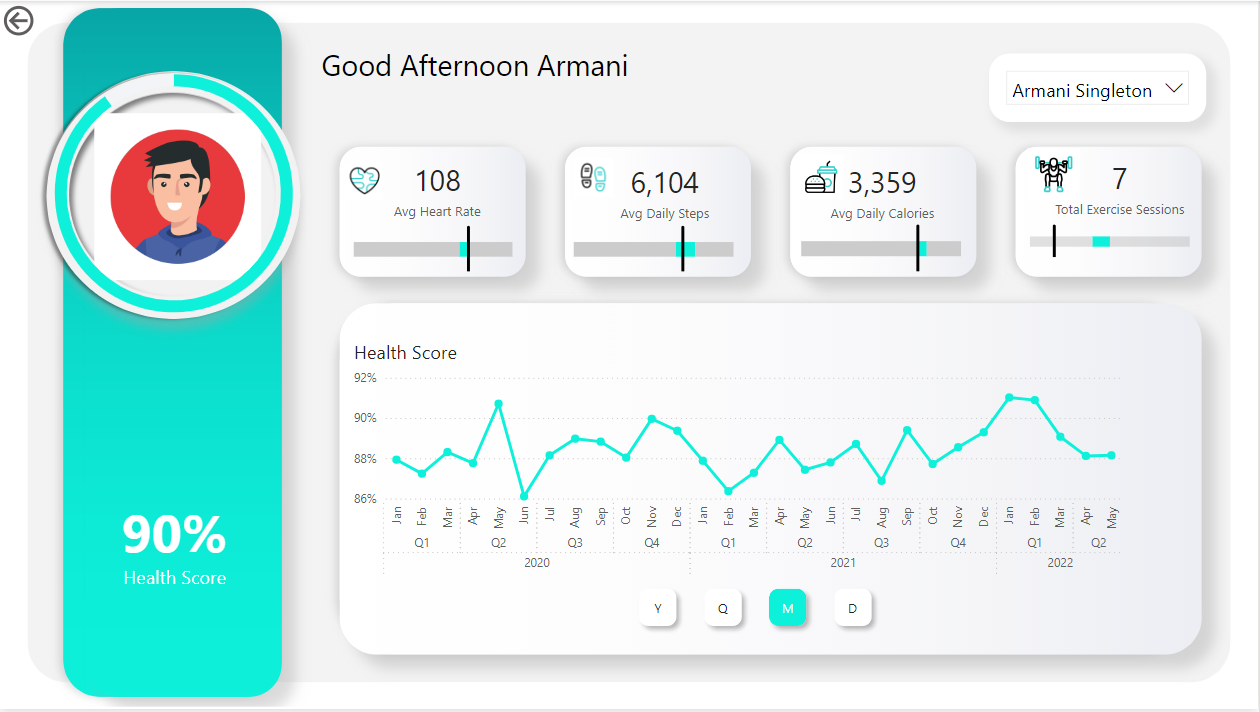 Good Afternoon Armani
Armani Singleton
108
Avg Heart Rate
6,104
Avg Daily Steps
3,359
Avg Daily Calories
7
Total Exercise Sessions
90%
Health Score
Health Score
92%
90%
88%
86%
Jan Feb Mar Apr May Jun Jul Aug Sep Oct Nov Dec Jan Feb Mar Apr May Jun Jul Aug Sep Oct Nov Dec Jan Feb Mar Apr May
Q1 Q2 Q3 Q4 Q1 Q2 Q3 Q4 Q1 Q2
2020 2021 2022
Y Q M D